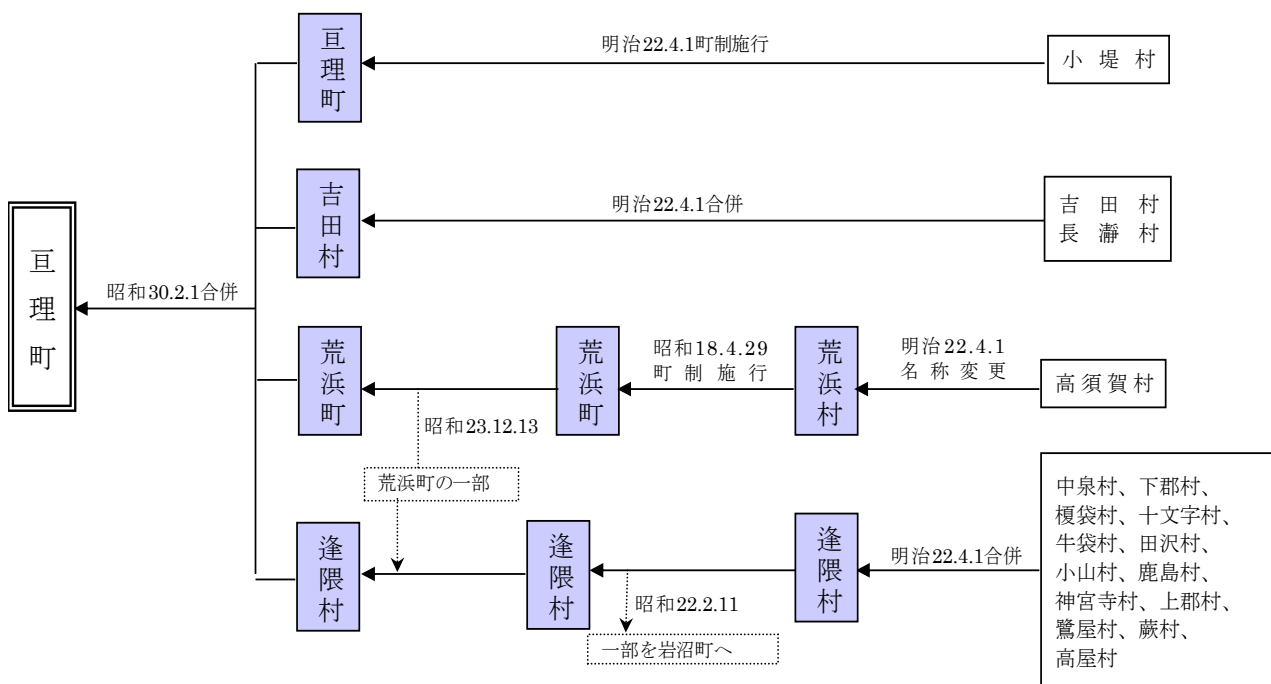 亘理町
昭和30.2.1合併
亘理町
明治22.4.1町制施行
小堤村
吉田村
明治22.4.1合併
吉田村
長瀞村
荒浜町
昭和23.12.13
荒浜町
昭和18.4.29
町制施行
荒浜村
明治22.4.1
名称変更
高須賀村
荒浜町の一部
逢隈村
逢隈村
昭和22.2.11
一部を岩沼町へ
逢隈村
明治22.4.1合併
中泉村、下郡村、
榎袋村、十文字村、
牛袋村、田沢村、
小山村、鹿島村、
神宮寺村、上郡村、
鷺屋村、蕨村、
高屋村